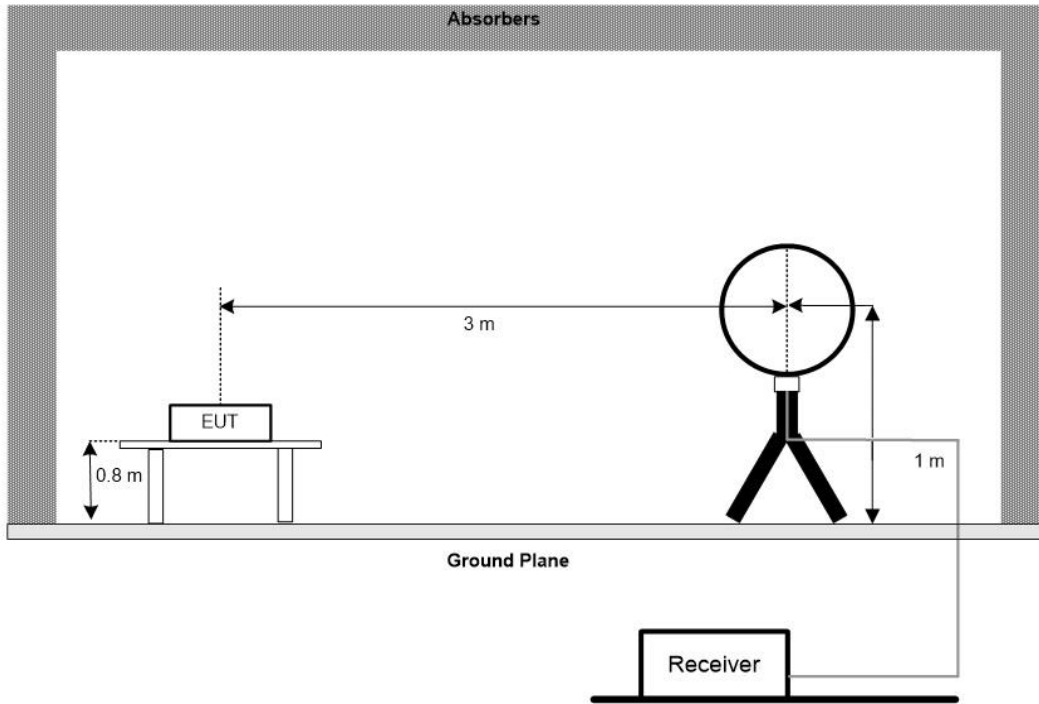 Absorbers
3 m
EUT
0.8 m
1 m
Ground Plane
Receiver